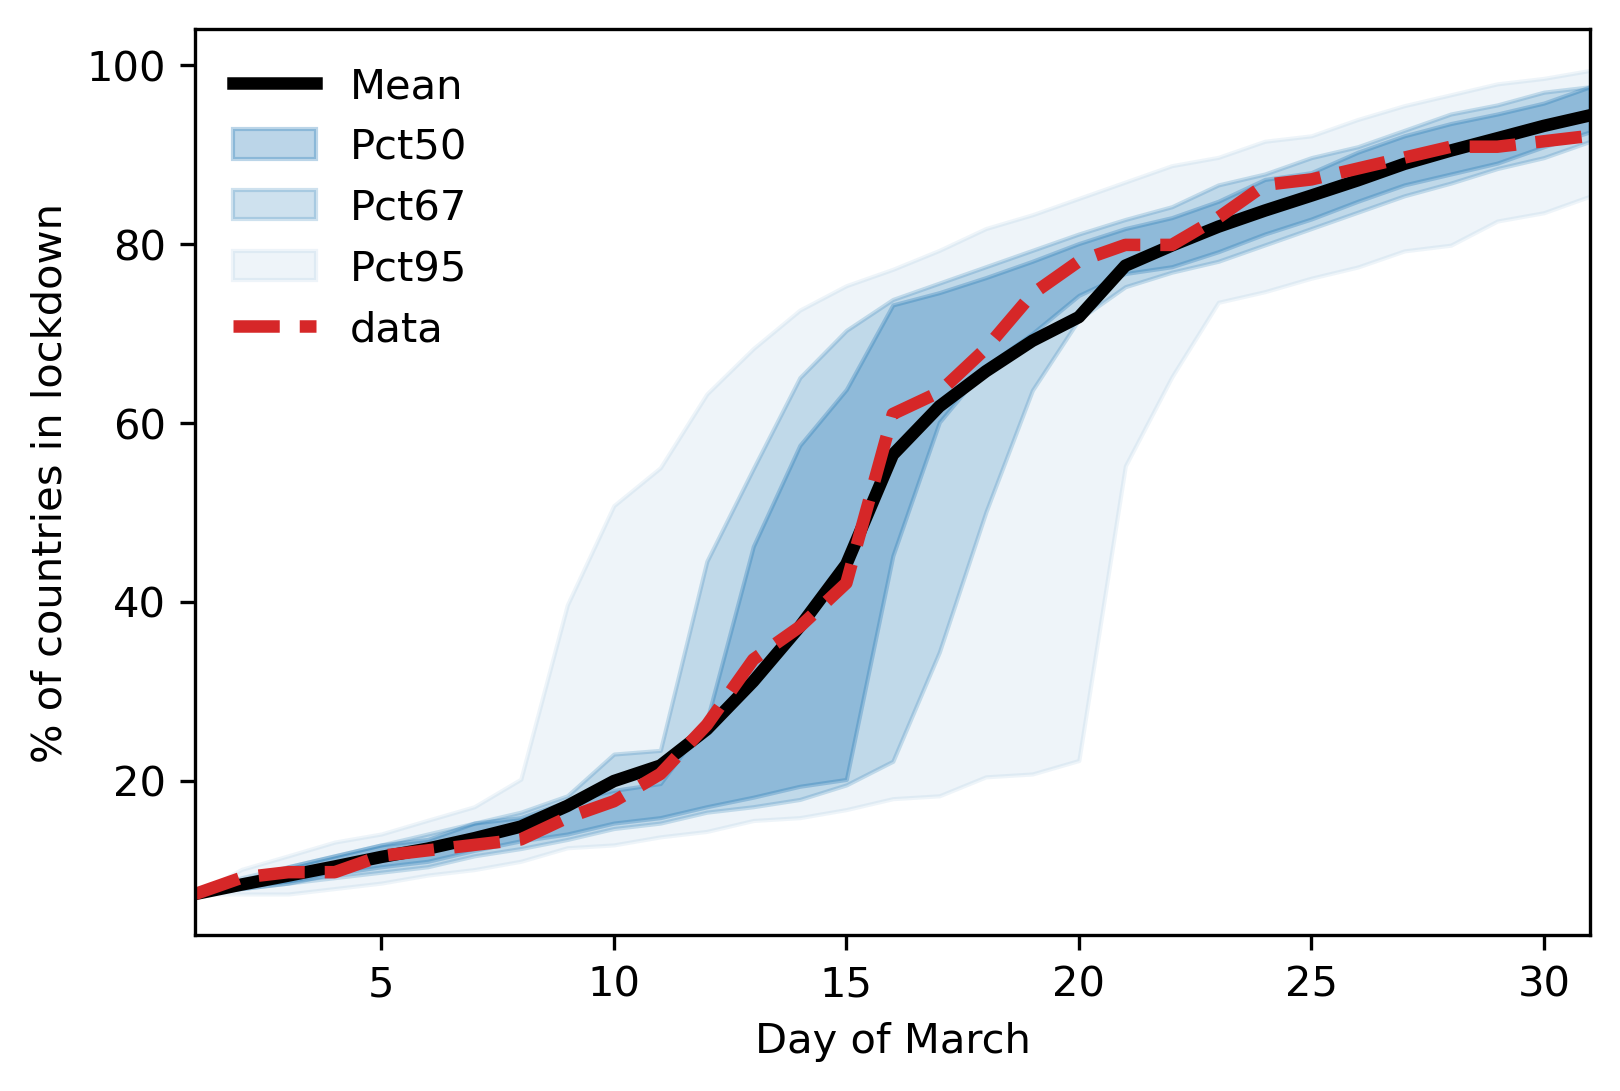 100
80
60
40
20
% of countries in lockdown
Mean
Pct50
Pct67
Pct95
data
5 10 15 20 25 30
Day of March